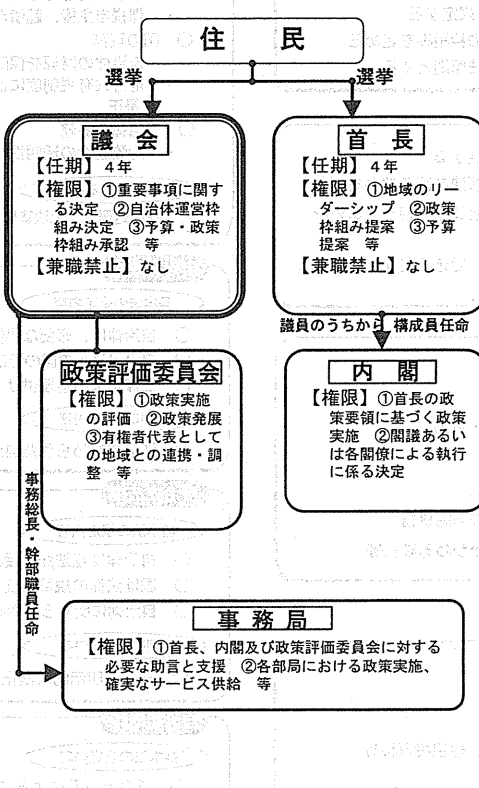 住 民
選挙
選挙
議 会
【任期】４年
【権限】①重要事項に関す
る決定 ②自治体運営枠
組み決定 ③予算・政策
枠組み承認 等
【兼職禁止】なし
首 長
【任期】４年
【権限】①地域のリー
ダーシップ ②政策
枠組み提案 ③予算
提案 等
【兼職禁止】なし
議員のうちから 構成員任命
政策評価委員会
【権限】①政策実施
の評価 ②政策発展
③有権者代表として
の地域との連携・調
整 等
内 閣
【権限】①首長の政
策要領に基づく政策
実施 ②閣議あるい
は各閣僚による執行
に係る決定
事務総長・幹部職員任命
事 務 局
【権限】①首長、内閣及び政策評価委員会に対する
必要な助言と支援 ②各部局における政策実施、
確実なサービス供給 等